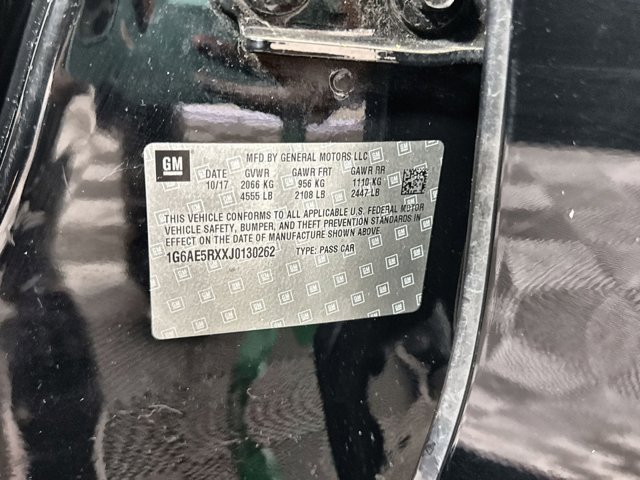 GM
MFD BY GENERAL MOTORS LLC
DATE GVWR GAWR FRT GAWR RR
10/17 2066 KG 956 KG 1110 KG
4555 LB 2108 LB 2447 LB
THIS VEHICLE CONFORMS TO ALL APPLICABLE U.S. FEDERAL MOTOR
VEHICLE SAFETY, BUMPER, AND THEFT PREVENTION STANDARDS IN
EFFECT ON THE DATE OF MANUFACTURE SHOWN ABOVE.
1G6AE5RXXJ0130262 TYPE: PASS CAR